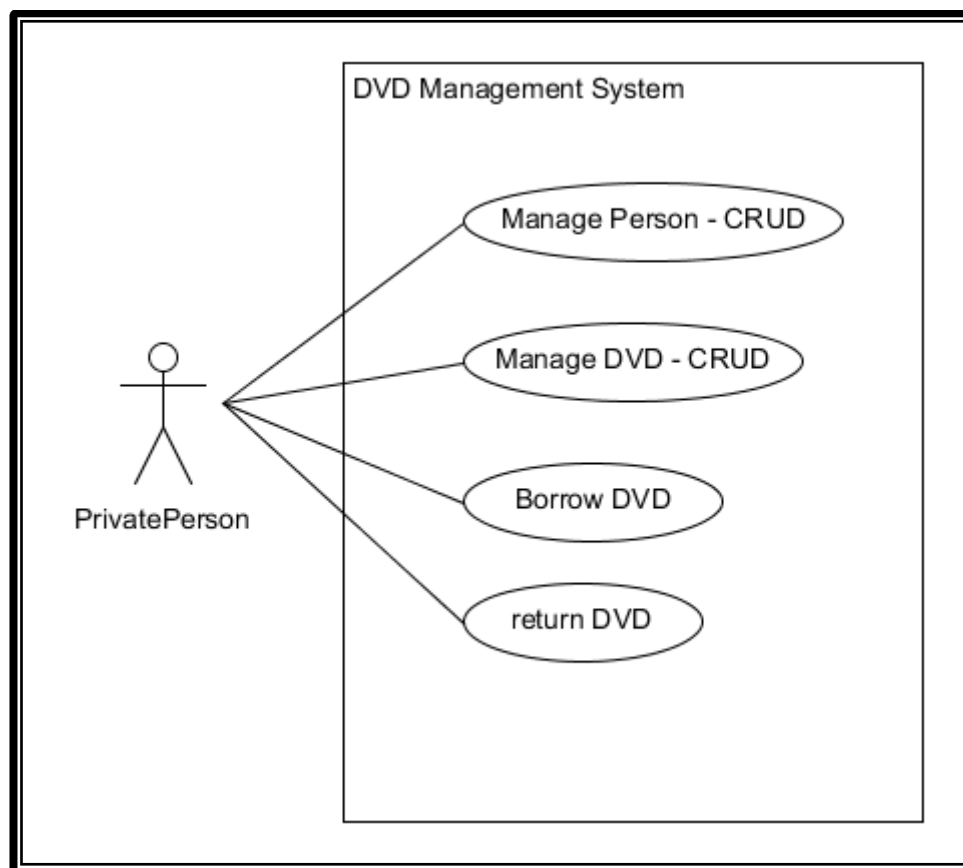 DVD Management System
Manage Person - CRUD
Manage DVD - CRUD
PrivatePerson
Borrow DVD
return DVD